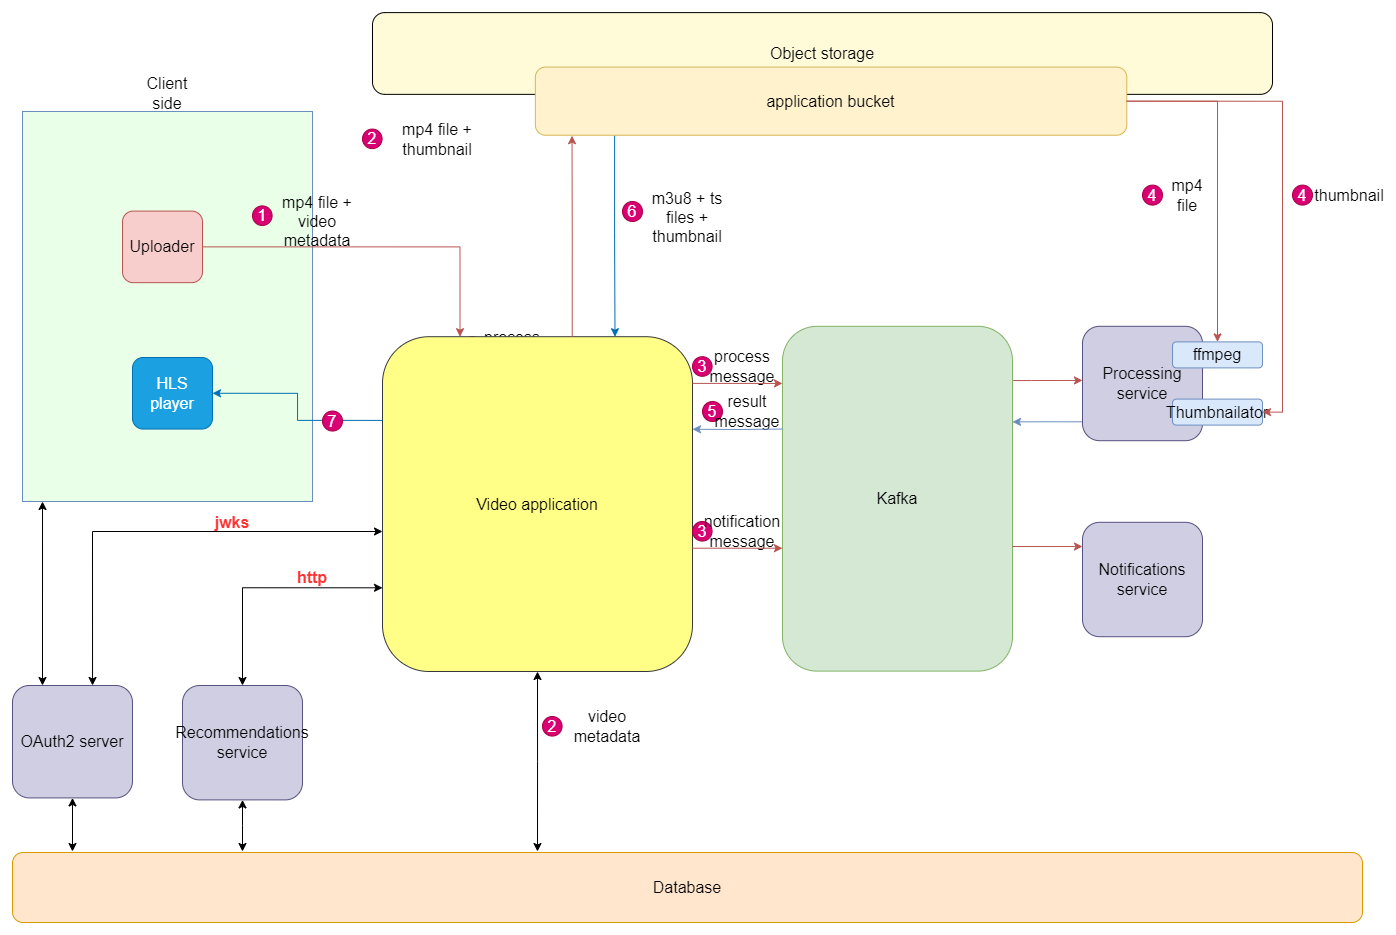 Object storage
application bucket
Client
side
2
mp4 file +
thumbnail
1
mp4 file +
video
metadata
6
m3u8 + ts
files +
thumbnail
4
mp4
file
4
thumbnail
Uploader
process
HLS
player
7
3
process
message
5
result
message
Processing
service
ffmpeg
Thumbnailator
Video application
Kafka
3
notification
message
Notifications
service
jwks
http
OAuth2 server
Recommendations
service
2
video
metadata
Database